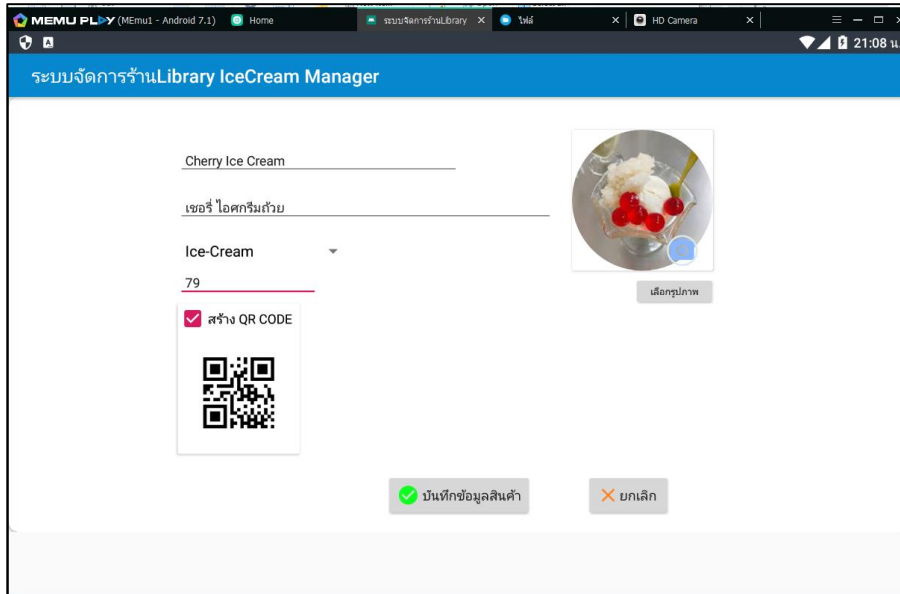 MEMU PLAY (MEmu1 - Android 7.1) Home ระบบจัดการร้านLibrary ไฟล์ HD Camera
A 21:08 น.
ระบบจัดการร้านLibrary IceCream Manager
Cherry Ice Cream
เชอรี่ ไอศกรีมถ้วย
Ice-Cream
79
เลือกรูปภาพ
สร้าง QR CODE
บันทึกข้อมูลสินค้า ยกเลิก